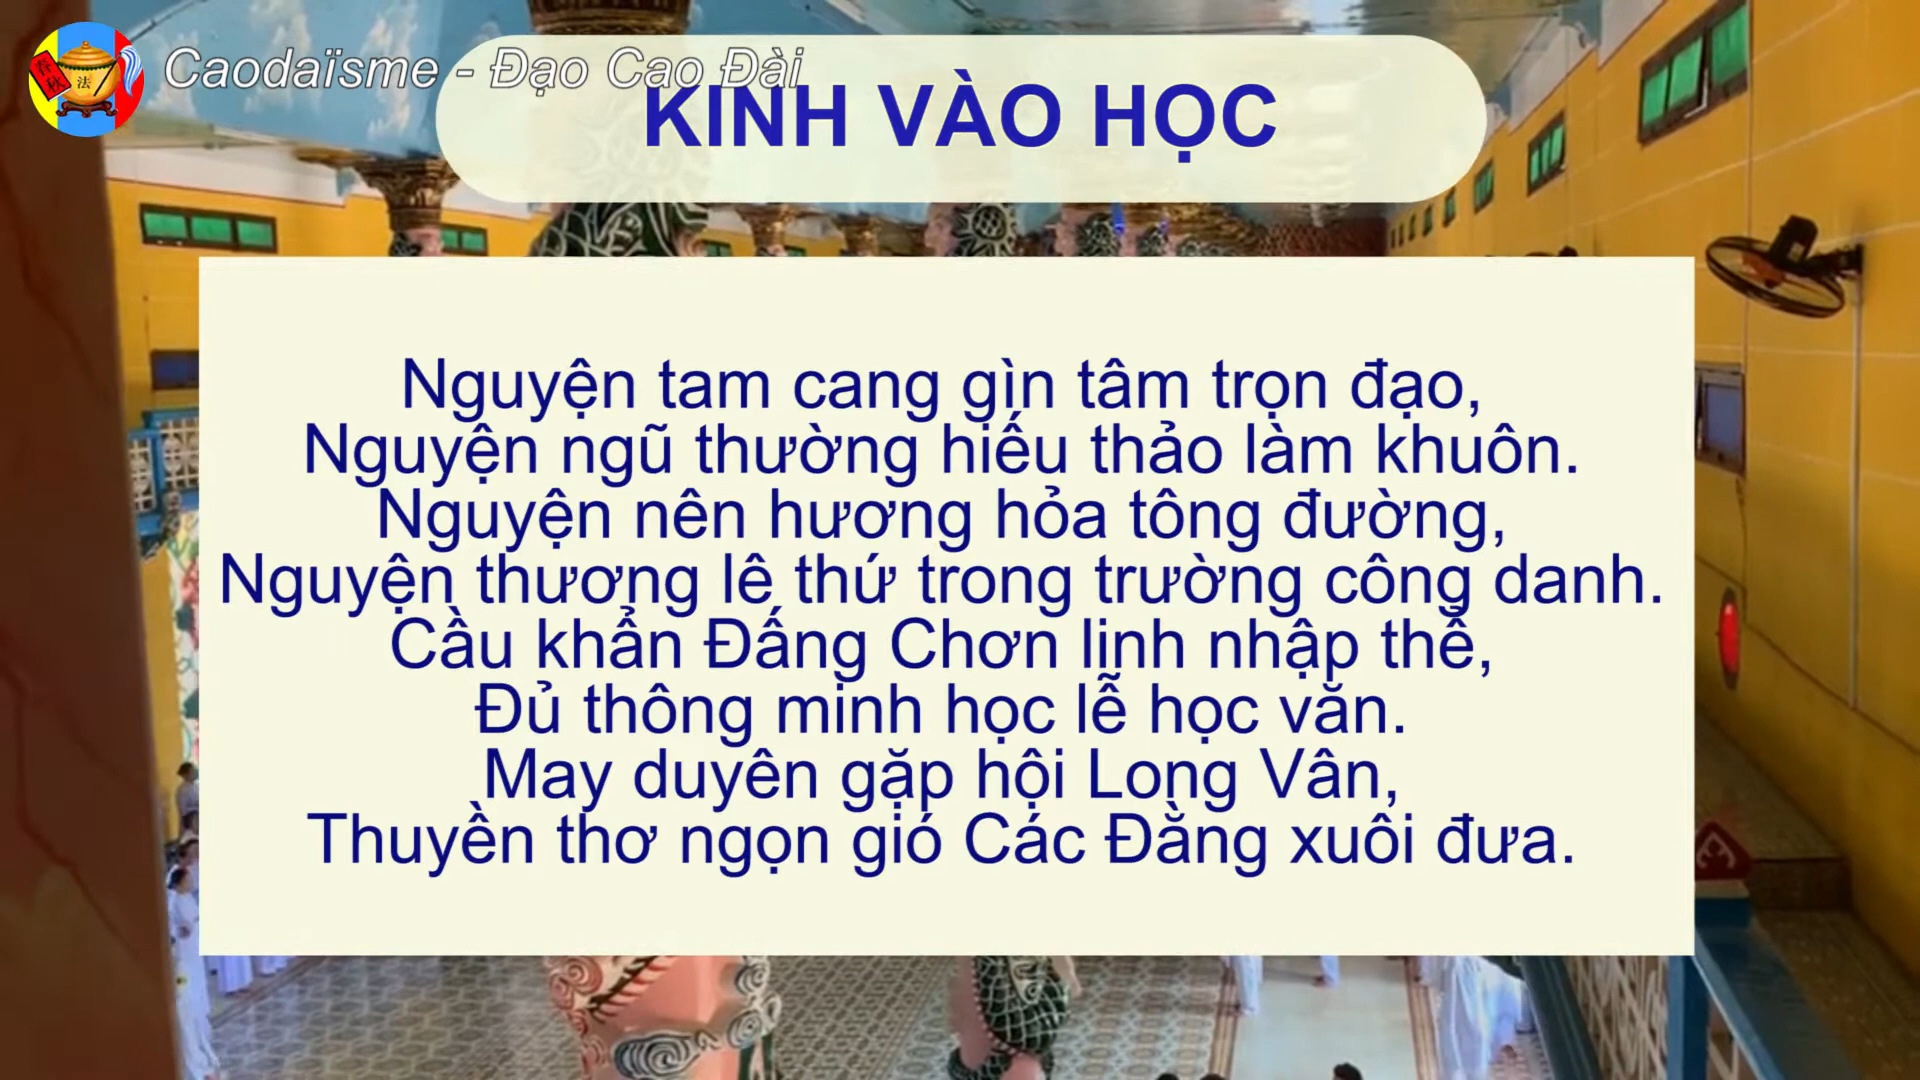 春秋
法
Caodaïsme - Đạo Cao Đài
KINH VÀO HỌC
Nguyện tam cang gìn tâm trọn đạo,
Nguyện ngũ thường hiếu thảo làm khuôn.
Nguyện nên hương hỏa tông đường,
Nguyện thương lê thứ trong trường công danh.
Cầu khẩn Đấng Chơn linh nhập thể,
Đủ thông minh học lễ học văn.
May duyên gặp hội Long Vân,
Thuyền thơ ngọn gió Các Đằng xuôi đưa.